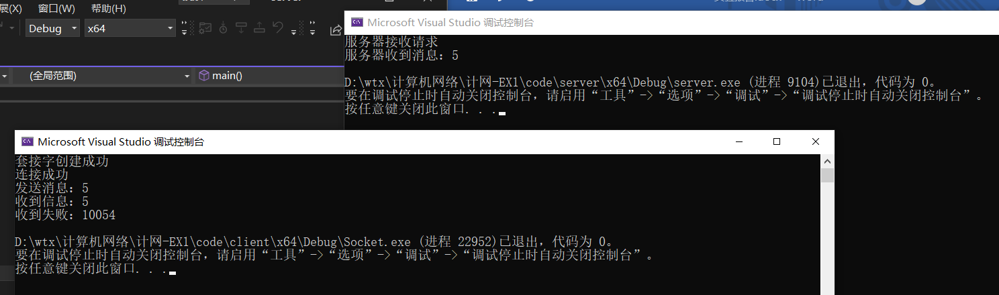 展(X) 窗口(W) 帮助(H)
Debug x64
(全局范围) main()
Microsoft Visual Studio 调试控制台
服务器接收请求
服务器收到消息：5
D:\wtx\计算机网络\计网-EX1\code\server\x64\Debug\server.exe (进程 9104)已退出，代码为 0。
要在调试停止时自动关闭控制台，请启用“工具”->“选项”->“调试”->“调试停止时自动关闭控制台”。
按任意键关闭此窗口. . .
Microsoft Visual Studio 调试控制台
套接字创建成功
连接成功
发送消息：5
收到信息：5
收到失败：10054
D:\wtx\计算机网络\计网-EX1\code\client\x64\Debug\Socket.exe (进程 22952)已退出，代码为 0。
要在调试停止时自动关闭控制台，请启用“工具”->“选项”->“调试”->“调试停止时自动关闭控制台”。
按任意键关闭此窗口. . .